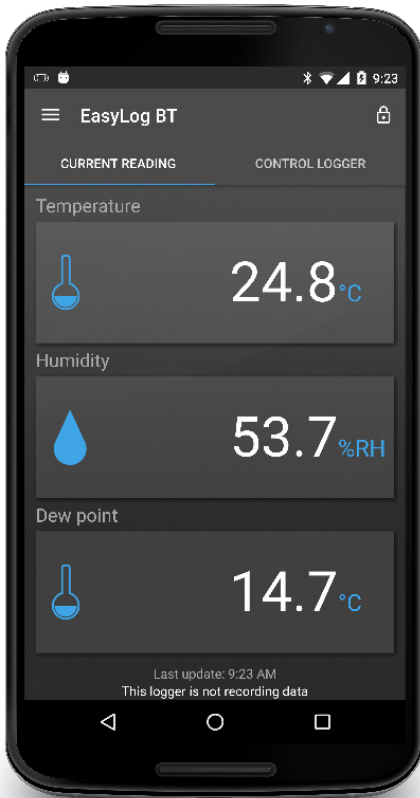 9:23
EasyLog BT
CURRENT READING CONTROL LOGGER
Temperature
24.8°C
Humidity
53.7%RH
Dew point
14.7°C
Last update: 9:23 AM
This logger is not recording data